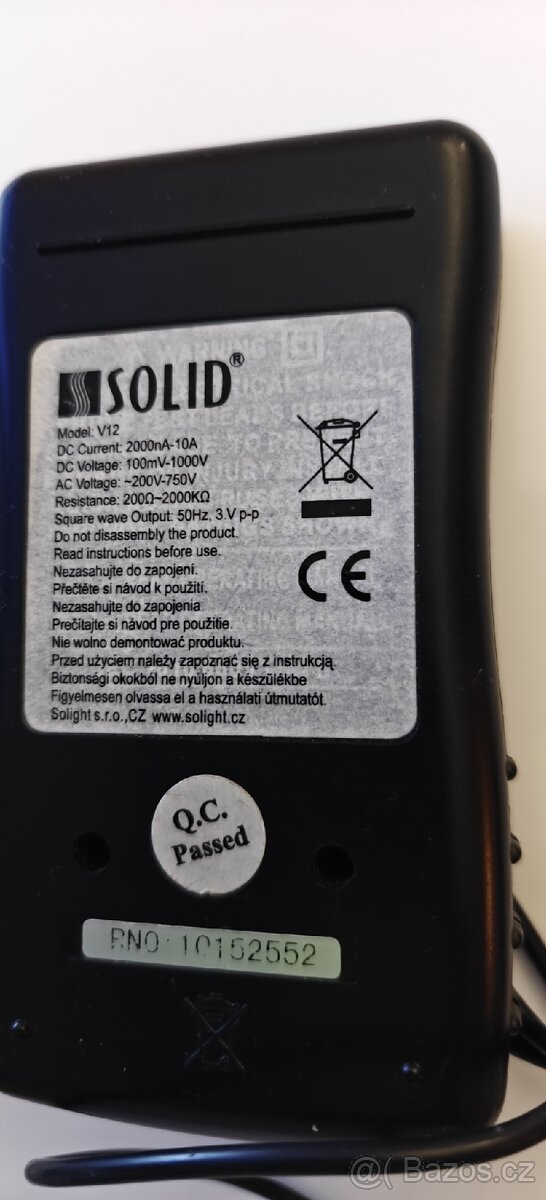 SOLID®
Model: V12
DC Current: 2000nA-10A
DC Voltage: 100mV-1000V
AC Voltage: ~200V-750V
Resistance: 200Ω~2000KΩ
Square wave Output: 50Hz, 3.V p-p
Do not disassembly the product.
Read instructions before use.
Nezasahujte do zapojení.
Přečtěte si návod k použití.
Nezasahujte do zapojenia.
Prečítajte si návod pre použitie.
Nie wolno demontować produktu.
Przed użyciem należy zapoznać się z instrukcją.
Biztonsági okokból ne nyúljon a készülékbe
Figyelmesen olvassa el a használati útmutatót.
Solight s.r.o.,CZ www.solight.cz
CE
WARNING
Q.C.
Passed
RNO:10152552
@( Bazos.cz